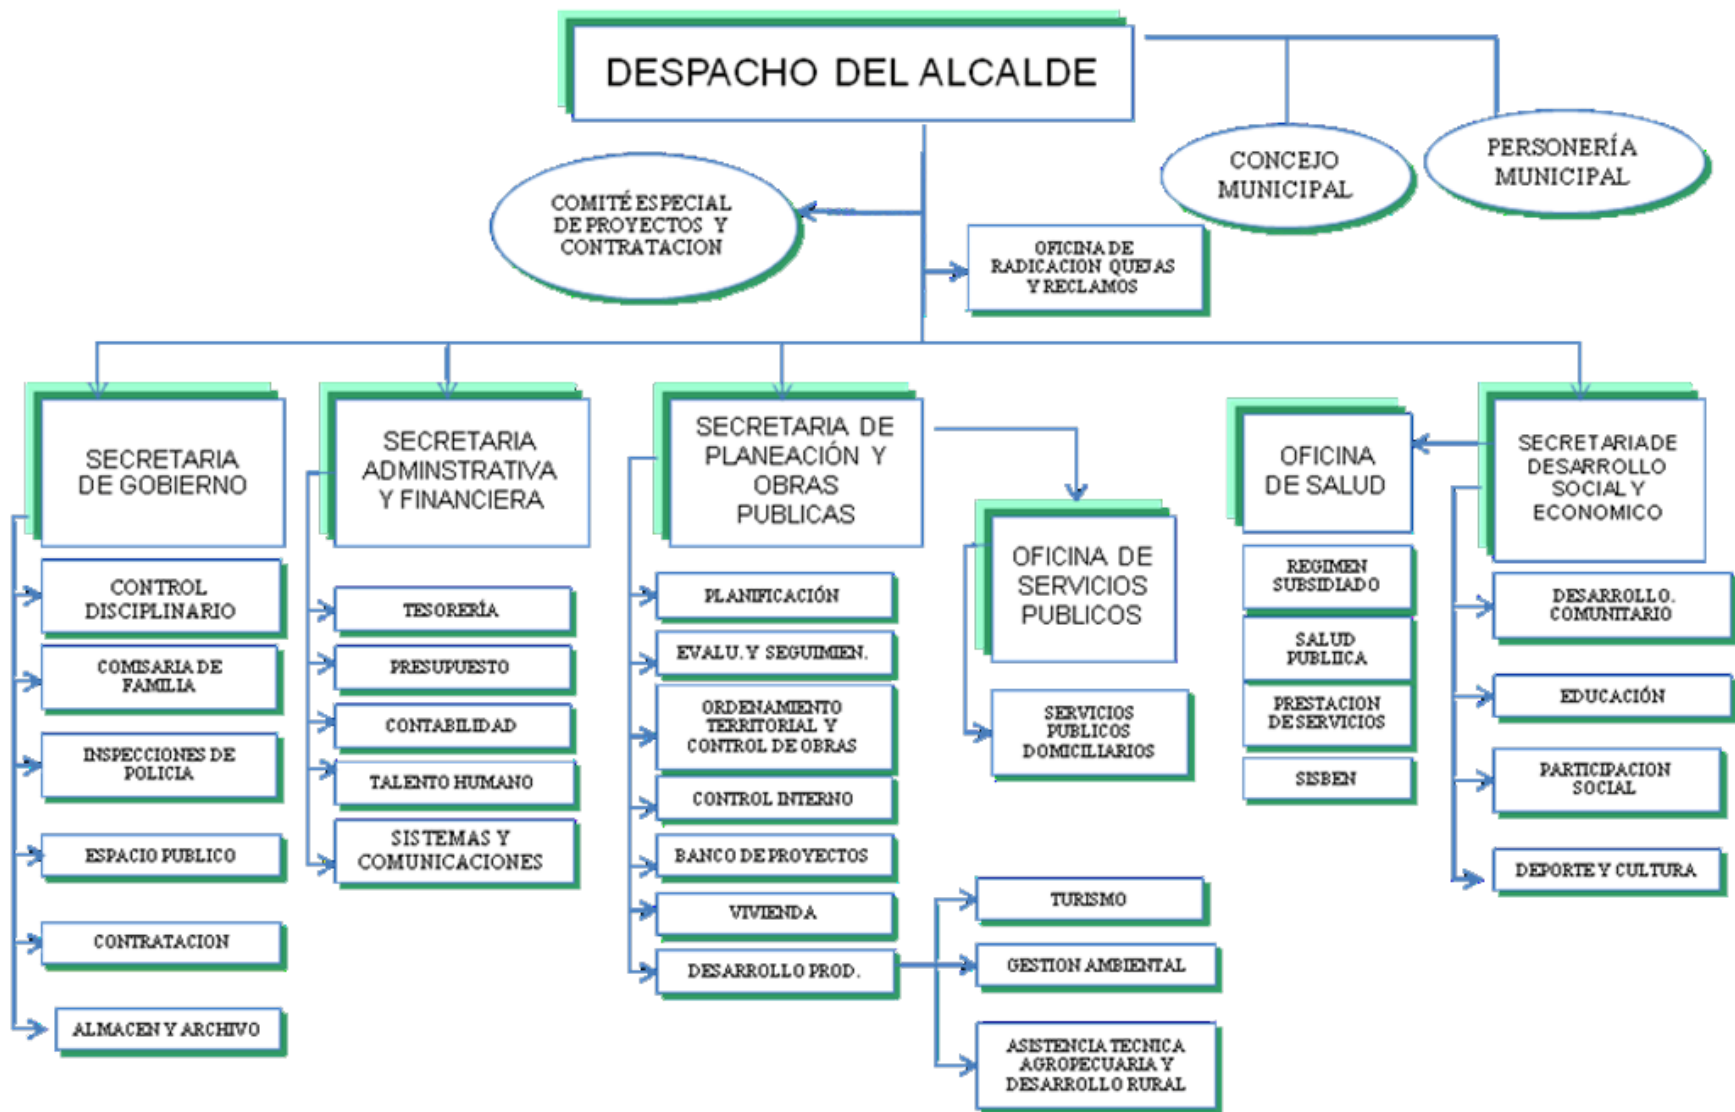 DESPACHO DEL ALCALDE
CONCEJO
MUNICIPAL
PERSONERÍA
MUNICIPAL
COMITÉ ESPECIAL
DE PROYECTOS Y
CONTRATACION
OFICINA DE
RADICACION QUEJAS
Y RECLAMOS
SECRETARIA
DE GOBIERNO
CONTROL
DISCIPLINARIO
COMISARIA DE
FAMILIA
INSPECCIONES DE
POLICIA
ESPACIO PUBLICO
CONTRATACION
ALMACEN Y ARCHIVO
SECRETARIA
ADMINSTRATIVA
Y FINANCIERA
TESORERÍA
PRESUPUESTO
CONTABILIDAD
TALENTO HUMANO
SISTEMAS Y
COMUNICACIONES
SECRETARIA DE
PLANEACIÓN Y
OBRAS
PUBLICAS
PLANIFICACIÓN
EVALU. Y SEGUIMIEN.
ORDENAMIENTO
TERRITORIAL Y
CONTROL DE OBRAS
CONTROL INTERNO
BANCO DE PROYECTOS
VIVIENDA
DESARROLLO PROD.
TURISMO
GESTION AMBIENTAL
ASISTENCIA TECNICA
AGROPECUARIA Y
DESARROLLO RURAL
OFICINA DE
SERVICIOS
PUBLICOS
SERVICIOS
PUBLICOS
DOMICILIARIOS
OFICINA
DE SALUD
REGIMEN
SUBSIDIADO
SALUD
PUBLIICA
PRESTACION
DE SERVICIOS
SISBEN
SECRETARIA DE
DESARROLLO
SOCIAL Y
ECONOMICO
DESARROLLO.
COMUNITARIO
EDUCACIÓN
PARTICIPACION
SOCIAL
DEPORTE Y CULTURA